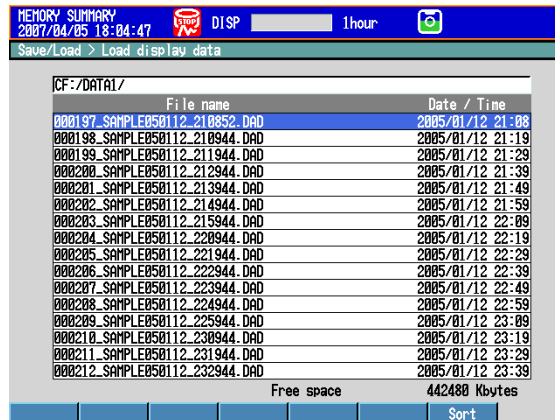 MEMORY SUMMARY
2007/04/05 18:04:47 STOP DISP 1hour
Save/Load > Load display data
CF:/DATA1/
File name Date / Time
000197_SAMPLE050112_210852.DAD 2005/01/12 21:08
000198_SAMPLE050112_210944.DAD 2005/01/12 21:19
000199_SAMPLE050112_211944.DAD 2005/01/12 21:29
000200_SAMPLE050112_212944.DAD 2005/01/12 21:39
000201_SAMPLE050112_213944.DAD 2005/01/12 21:49
000202_SAMPLE050112_214944.DAD 2005/01/12 21:59
000203_SAMPLE050112_215944.DAD 2005/01/12 22:09
000204_SAMPLE050112_220944.DAD 2005/01/12 22:19
000205_SAMPLE050112_221944.DAD 2005/01/12 22:29
000206_SAMPLE050112_222944.DAD 2005/01/12 22:39
000207_SAMPLE050112_223944.DAD 2005/01/12 22:49
000208_SAMPLE050112_224944.DAD 2005/01/12 22:59
000209_SAMPLE050112_225944.DAD 2005/01/12 23:09
000210_SAMPLE050112_230944.DAD 2005/01/12 23:19
000211_SAMPLE050112_231944.DAD 2005/01/12 23:29
000212_SAMPLE050112_232944.DAD 2005/01/12 23:39
Free space 442480 Kbytes
Sort